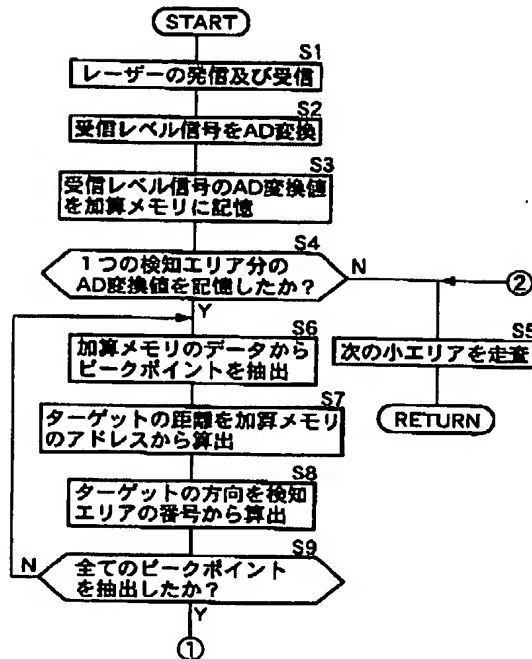 START
S1
レーザーの発信及び受信
S2
受信レベル信号をAD変換
S3
受信レベル信号のAD変換値
を加算メモリに記憶
S4
1つの検知エリア分の
AD変換値を記憶したか?
N
②
Y
S5
次の小エリアを走査
RETURN
S6
加算メモリのデータから
ピークポイントを抽出
S7
ターゲットの距離を加算メモリ
のアドレスから算出
S8
ターゲットの方向を検知
エリアの番号から算出
S9
全てのピークポイント
を抽出したか?
N
Y
①